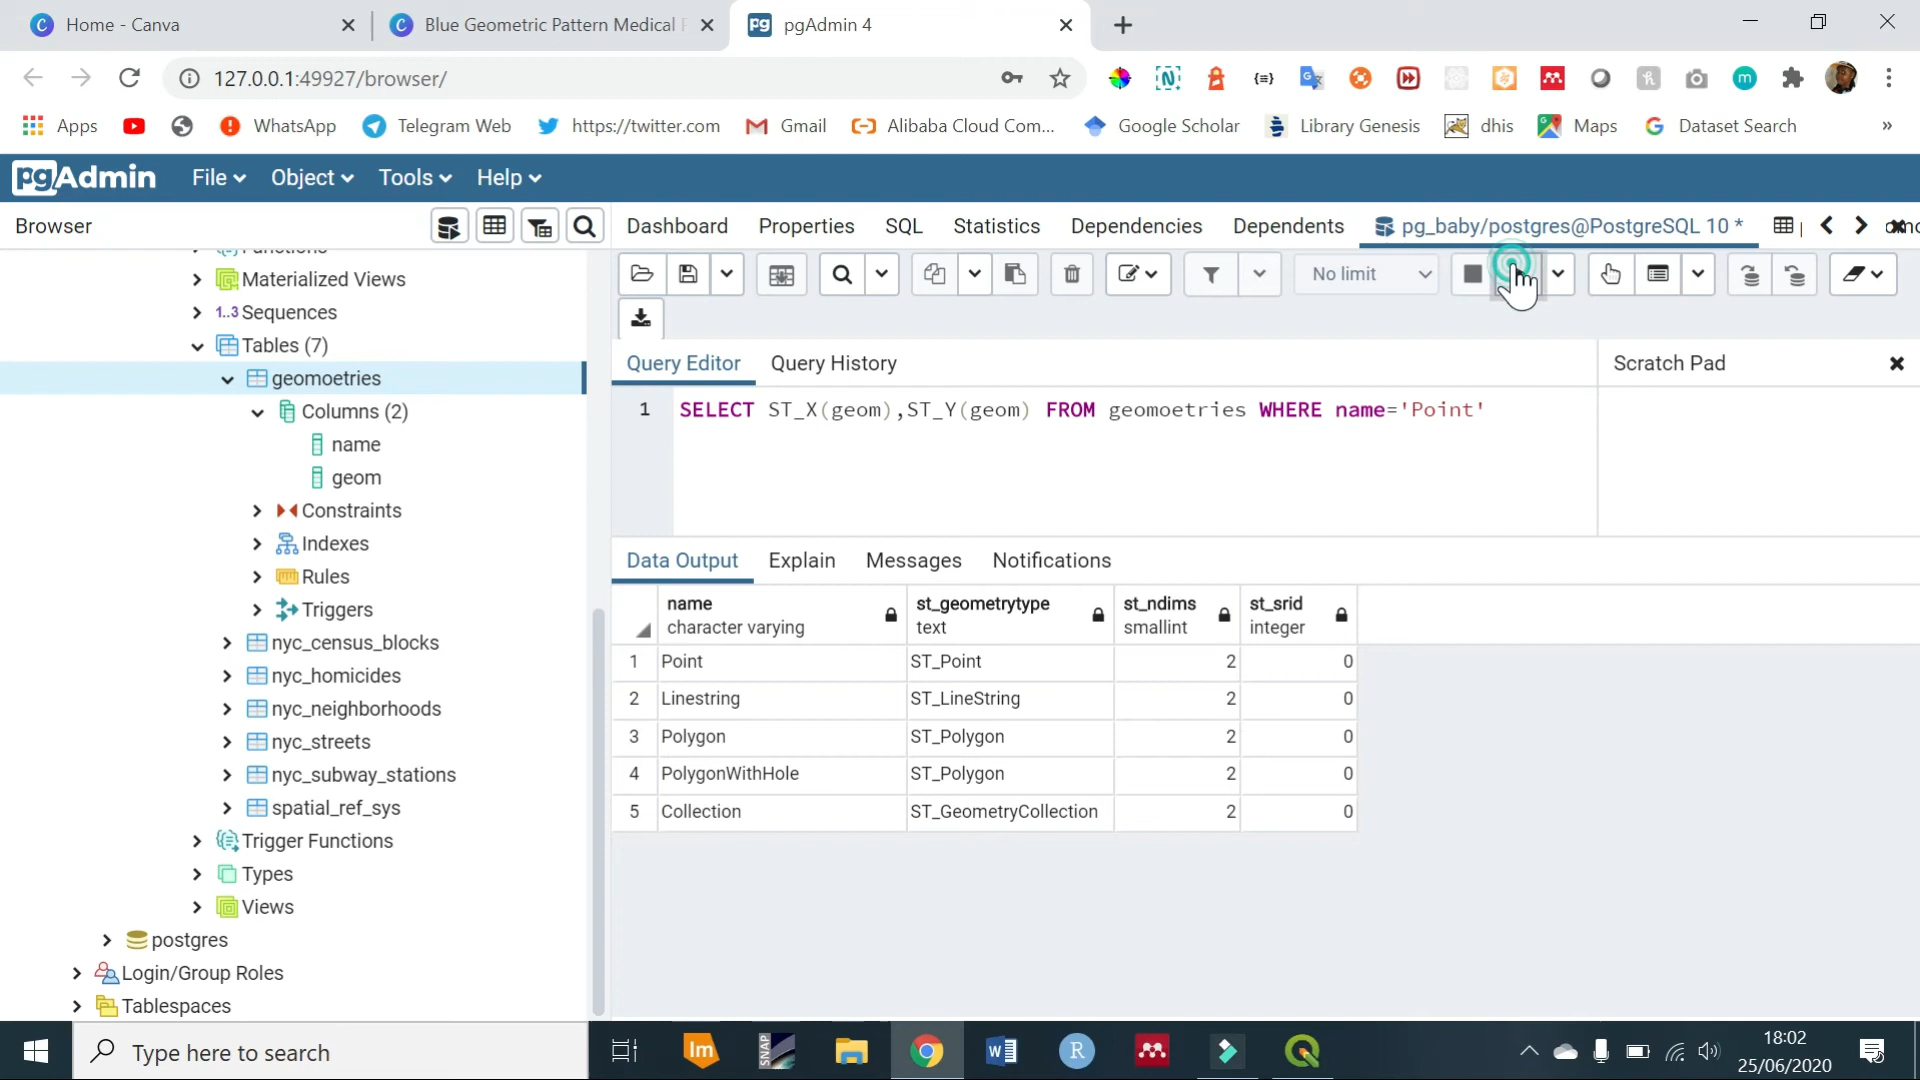 Home - Canva
Blue Geometric Pattern Medical
pgAdmin 4
127.0.0.1:49927/browser/
Apps
WhatsApp
Telegram Web
https://twitter.com
Gmail
Alibaba Cloud Com...
Google Scholar
Library Genesis
dhis
Maps
Dataset Search
»
pgAdmin
File
Object
Tools
Help
Browser
Dashboard
Properties
SQL
Statistics
Dependencies
Dependents
pg_baby/postgres@PostgreSQL 10 *
No limit
Query Editor
Query History
Scratch Pad
1
SELECT ST_X(geom),ST_Y(geom) FROM geomoetries WHERE name='Point'
Materialized Views
1..3 Sequences
Tables (7)
geomoetries
Columns (2)
name
geom
Constraints
Indexes
Rules
Triggers
nyc_census_blocks
nyc_homicides
nyc_neighborhoods
nyc_streets
nyc_subway_stations
spatial_ref_sys
Trigger Functions
Types
Views
postgres
Login/Group Roles
Tablespaces
Data Output
Explain
Messages
Notifications
name
character varying
st_geometrytype
text
st_ndims
smallint
st_srid
integer
1 Point ST_Point 2 0
2 Linestring ST_LineString 2 0
3 Polygon ST_Polygon 2 0
4 PolygonWithHole ST_Polygon 2 0
5 Collection ST_GeometryCollection 2 0
Type here to search
Im
SNAP
18:02
25/06/2020